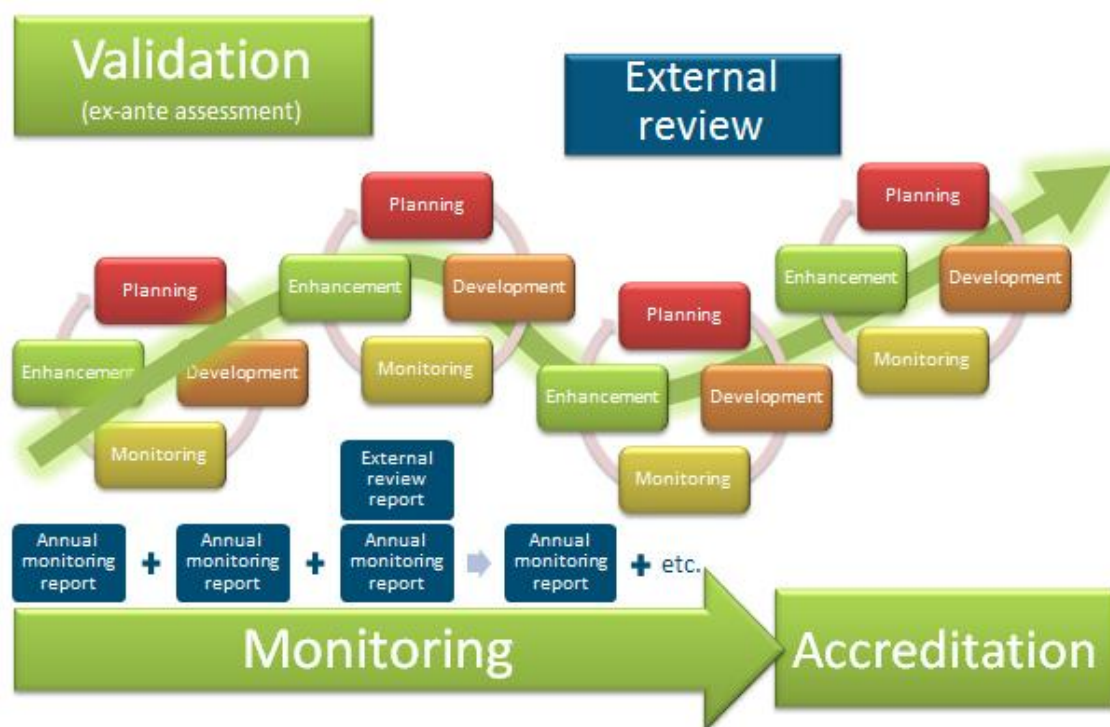 Validation
(ex-ante assessment)
External
review
Planning
Enhancement
Development
Monitoring
Planning
Enhancement
Development
Monitoring
Planning
Enhancement
Development
Monitoring
Planning
Enhancement
Development
Monitoring
External
review
report
Annual
monitoring
report
+
Annual
monitoring
report
+
Annual
monitoring
report
Annual
monitoring
report
+ etc.
Monitoring
Accreditation